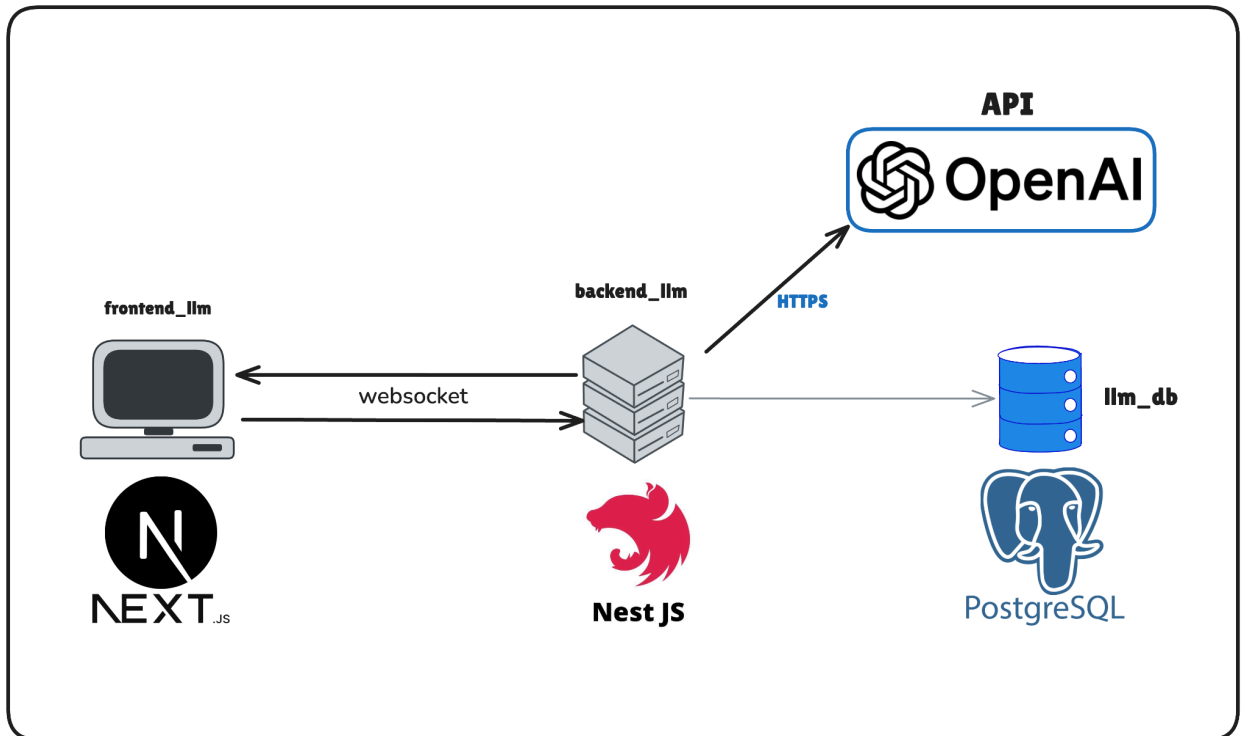 API
OpenAI
HTTPS
backend_llm
frontend_llm
websocket
llm_db
N
NEXT.JS
Nest JS
PostgreSQL